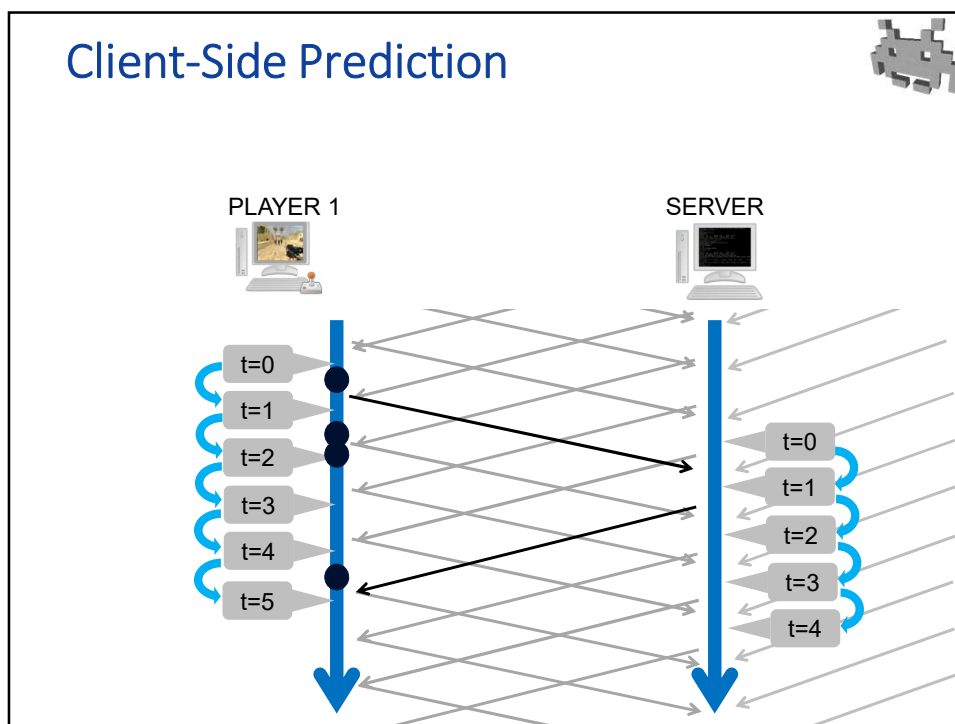 Client-Side Prediction
PLAYER 1
SERVER
t=0
t=1
t=2
t=3
t=4
t=5
t=0
t=1
t=2
t=3
t=4